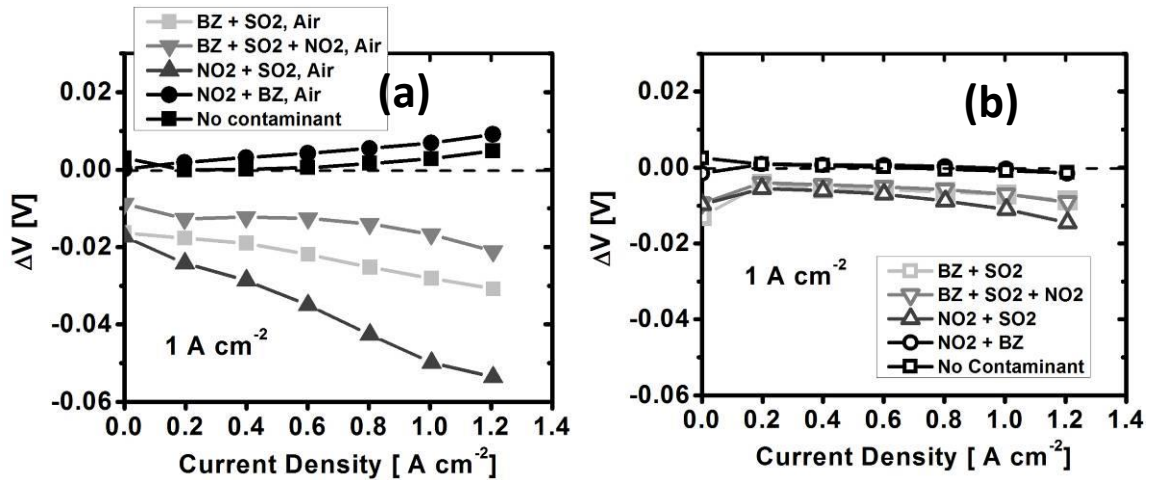 BZ + SO2, Air
BZ + SO2 + NO2, Air
NO2 + SO2, Air
NO2 + BZ, Air
No contaminant
(a)
0.02
0.00
-0.02
-0.04
-0.06
ΔV [V]
1 A cm-2
0.0 0.2 0.4 0.6 0.8 1.0 1.2 1.4
Current Density [ A cm-2]
(b)
0.02
0.00
-0.02
-0.04
-0.06
ΔV [V]
1 A cm-2
BZ + SO2
BZ + SO2 + NO2
NO2 + SO2
NO2 + BZ
No Contaminant
0.0 0.2 0.4 0.6 0.8 1.0 1.2 1.4
Current Density [ A cm-2]